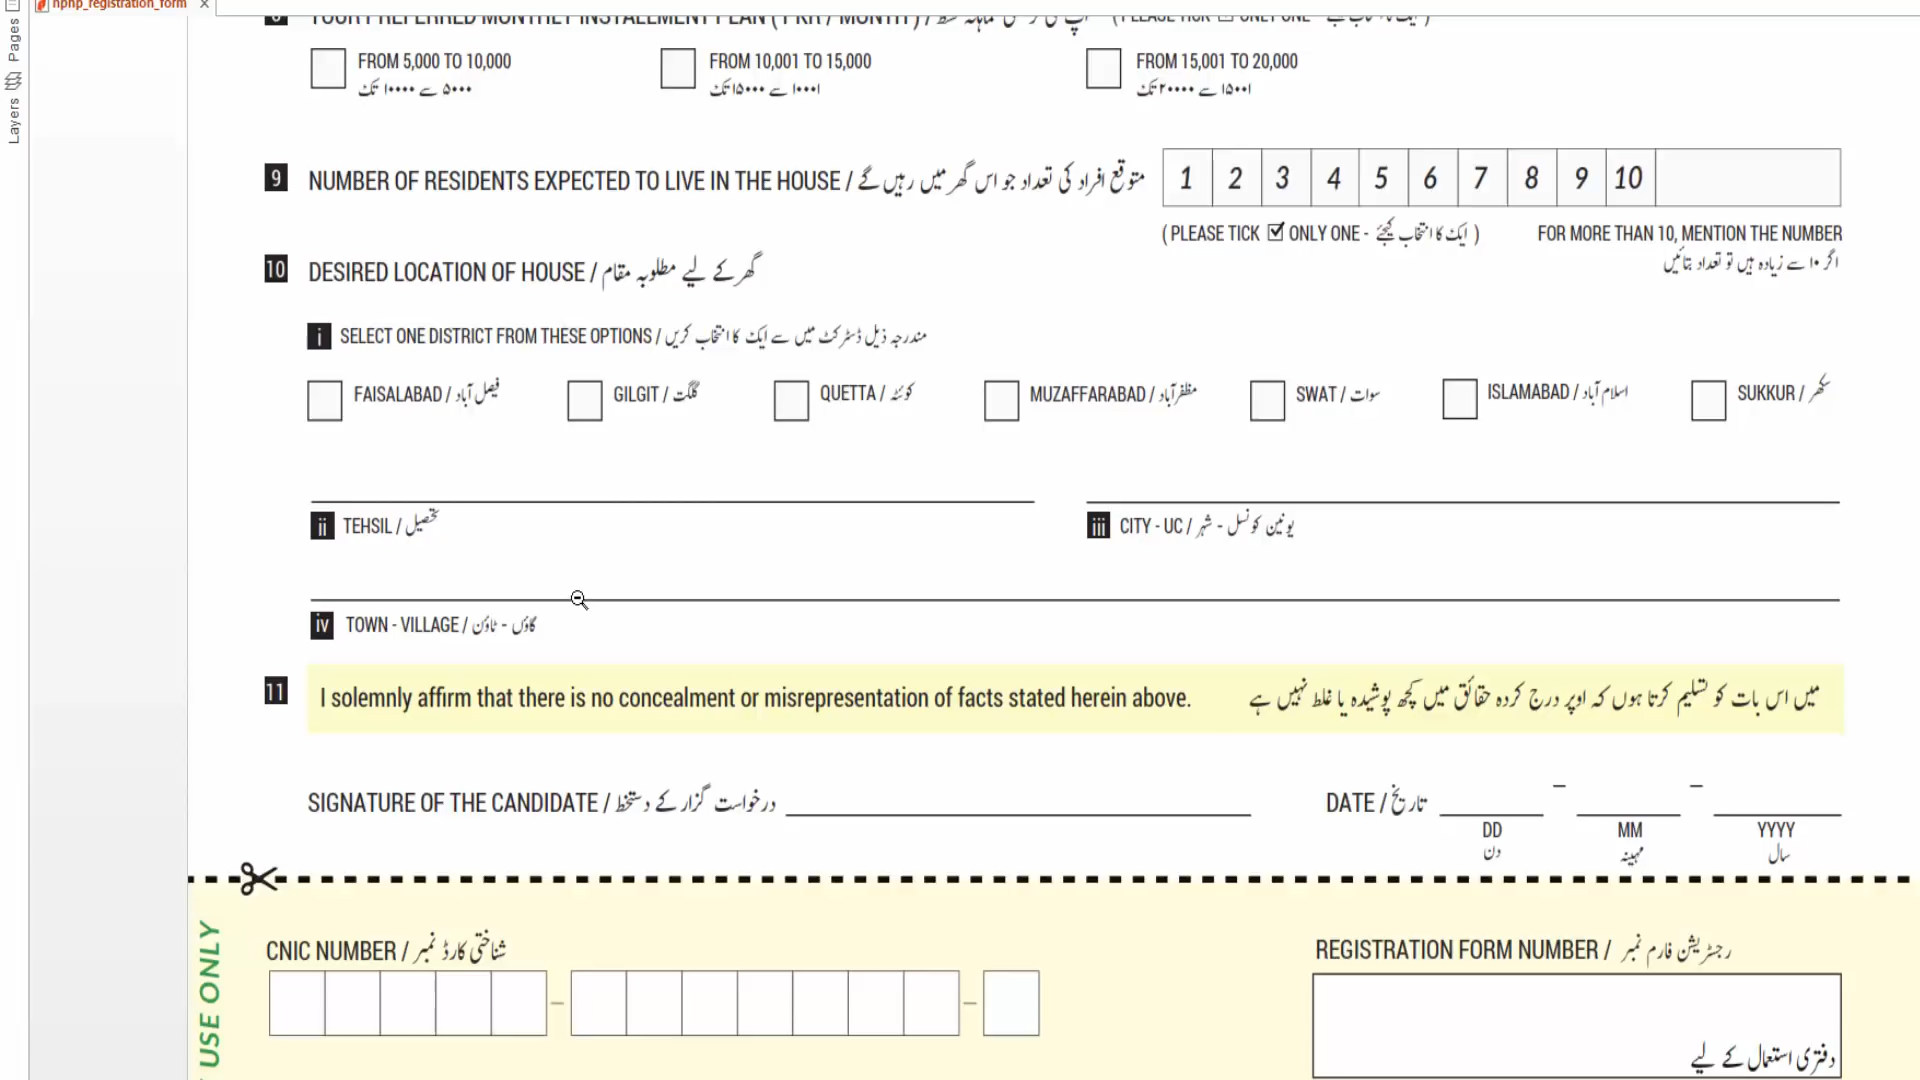 nphp_registration_form
Pages
Layers
8 YOUR PREFERRED MONTHLY INSTALLMENT PLAN ( PKR / MONTH ) / ( PLEASE TICK ONLY ONE - ایک کا انتخاب کیجئے )
FROM 5,000 TO 10,000
۵۰۰۰ سے ۱۰۰۰۰ تک
FROM 10,001 TO 15,000
۱۰۰۰۱ سے ۱۵۰۰۰ تک
FROM 15,001 TO 20,000
۱۵۰۰۱ سے ۲۰۰۰۰ تک
9 NUMBER OF RESIDENTS EXPECTED TO LIVE IN THE HOUSE / متوقع افراد کی تعداد جو اس گھر میں رہیں گے
1 2 3 4 5 6 7 8 9 10
( PLEASE TICK ☑ ONLY ONE - ایک کا انتخاب کیجئے )
FOR MORE THAN 10, MENTION THE NUMBER
اگر ۱۰ سے زیادہ ہیں تو تعداد بتائیں
10 DESIRED LOCATION OF HOUSE / گھر کے لیے مطلوبہ مقام
i SELECT ONE DISTRICT FROM THESE OPTIONS / مندرجہ ذیل ڈسٹرکٹ میں سے ایک کا انتخاب کریں
FAISALABAD / فیصل آباد
GILGIT / گلگت
QUETTA / کوئٹہ
MUZAFFARABAD / مظفرآباد
SWAT / سوات
ISLAMABAD / اسلام آباد
SUKKUR / سکھر
ii TEHSIL / تحصیل
iii CITY - UC / یونین کونسل - شہر
iv TOWN - VILLAGE / گاؤں - ٹاؤن
11 I solemnly affirm that there is no concealment or misrepresentation of facts stated herein above.
میں اس بات کو تسلیم کرتا ہوں کہ اوپر درج کردہ حقائق میں کچھ پوشیدہ یا غلط نہیں ہے
SIGNATURE OF THE CANDIDATE / درخواست گزار کے دستخط
DATE / تاریخ – –
DD MM YYYY
دن مہینہ سال
USE ONLY
CNIC NUMBER / شناختی کارڈ نمبر
– –
REGISTRATION FORM NUMBER / رجسٹریشن فارم نمبر
دفتری استعمال کے لیے